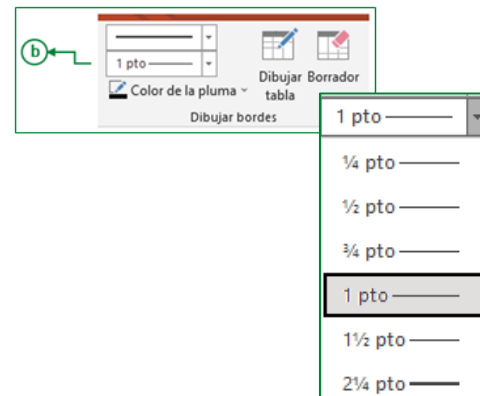 b
1 pto
Color de la pluma
Dibujar tabla
Borrador
Dibujar bordes
1 pto
¼ pto
½ pto
¾ pto
1 pto
1½ pto
2¼ pto